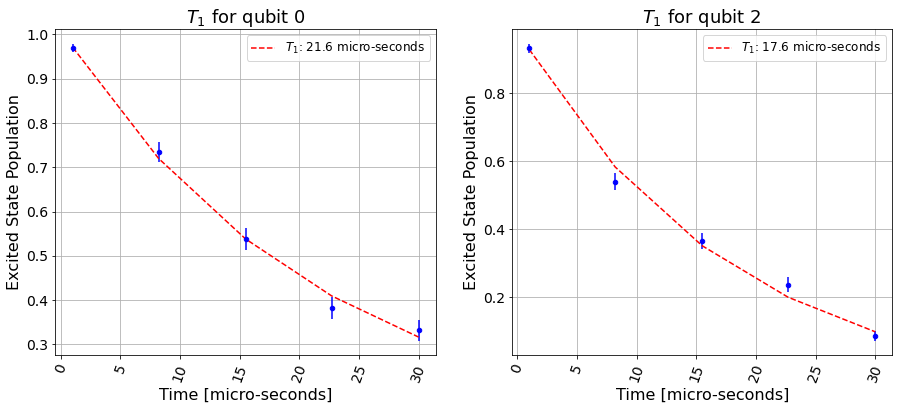 T₁ for qubit 0
T₁: 21.6 micro-seconds
Excited State Population
1.0
0.9
0.8
0.7
0.6
0.5
0.4
0.3
0 5 10 15 20 25 30
Time [micro-seconds]
T₁ for qubit 2
T₁: 17.6 micro-seconds
Excited State Population
0.8
0.6
0.4
0.2
0 5 10 15 20 25 30
Time [micro-seconds]